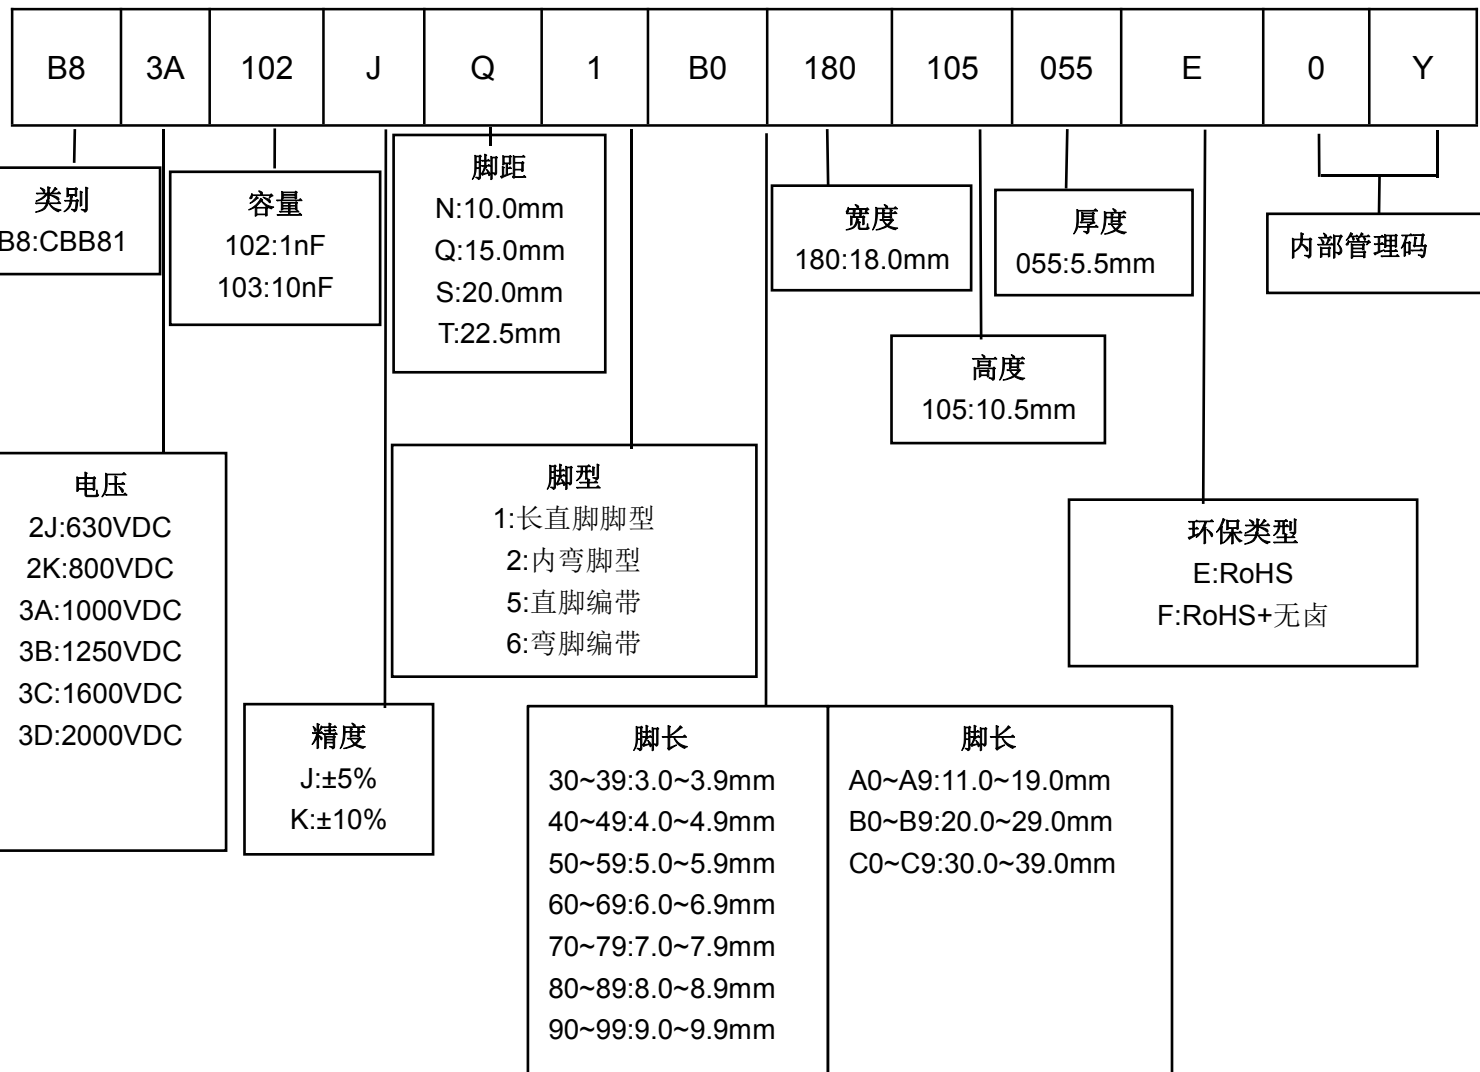 B8 3A 102 J Q 1 B0 180 105 055 E 0 Y
类别
B8:CBB81
容量
102:1nF
103:10nF
脚距
N:10.0mm
Q:15.0mm
S:20.0mm
T:22.5mm
宽度
180:18.0mm
厚度
055:5.5mm
内部管理码
高度
105:10.5mm
电压
2J:630VDC
2K:800VDC
3A:1000VDC
3B:1250VDC
3C:1600VDC
3D:2000VDC
脚型
1:长直脚脚型
2:内弯脚型
5:直脚编带
6:弯脚编带
环保类型
E:RoHS
F:RoHS+无卤
精度
J:±5%
K:±10%
脚长
30~39:3.0~3.9mm
40~49:4.0~4.9mm
50~59:5.0~5.9mm
60~69:6.0~6.9mm
70~79:7.0~7.9mm
80~89:8.0~8.9mm
90~99:9.0~9.9mm
脚长
A0~A9:11.0~19.0mm
B0~B9:20.0~29.0mm
C0~C9:30.0~39.0mm